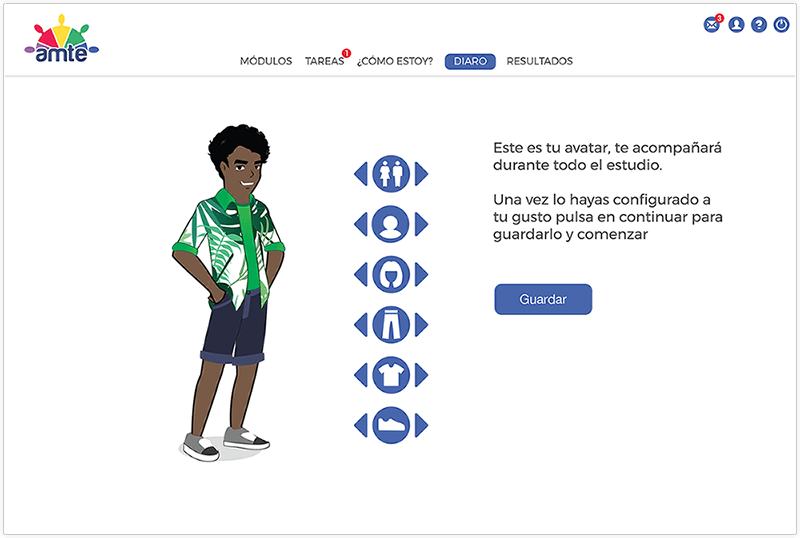 amte
3
?
MÓDULOS TAREAS 1 ¿CÓMO ESTOY? DIARO RESULTADOS
Este es tu avatar, te acompañará
durante todo el estudio.
Una vez lo hayas configurado a
tu gusto pulsa en continuar para
guardarlo y comenzar
Guardar